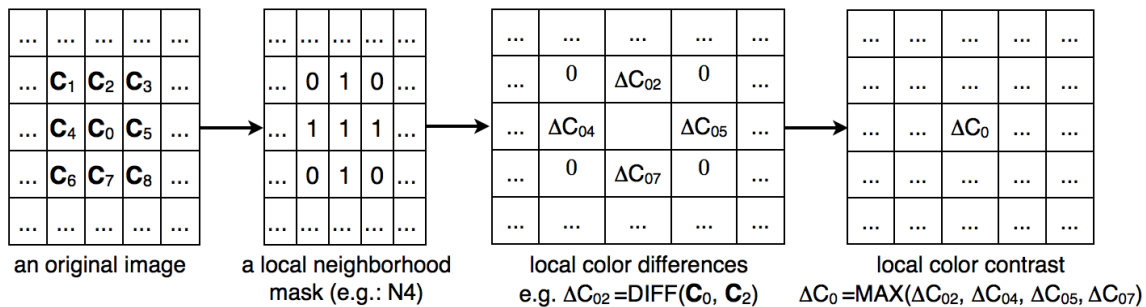 ... ... ... ... ...
... C1 C2 C3 ...
... C4 C0 C5 ...
... C6 C7 C8 ...
... ... ... ... ...
an original image
... ... ... ... ...
... 0 1 0 ...
... 1 1 1 ...
... 0 1 0 ...
... ... ... ... ...
a local neighborhood
mask (e.g.: N4)
... ... ... ... ...
... 0 ΔC02 0 ...
... ΔC04 ΔC05 ...
... 0 ΔC07 0 ...
... ... ... ... ...
local color differences
e.g. ΔC02=DIFF(C0, C2)
... ... ... ... ...
... ... ... ... ...
... ... ΔC0 ... ...
... ... ... ... ...
... ... ... ... ...
local color contrast
ΔC0=MAX(ΔC02, ΔC04, ΔC05, ΔC07)